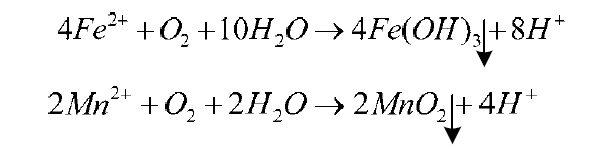 4Fe²⁺ + O₂ + 10H₂O → 4Fe(OH)₃↓ + 8H⁺
2Mn²⁺ + O₂ + 2H₂O → 2MnO₂↓ + 4H⁺